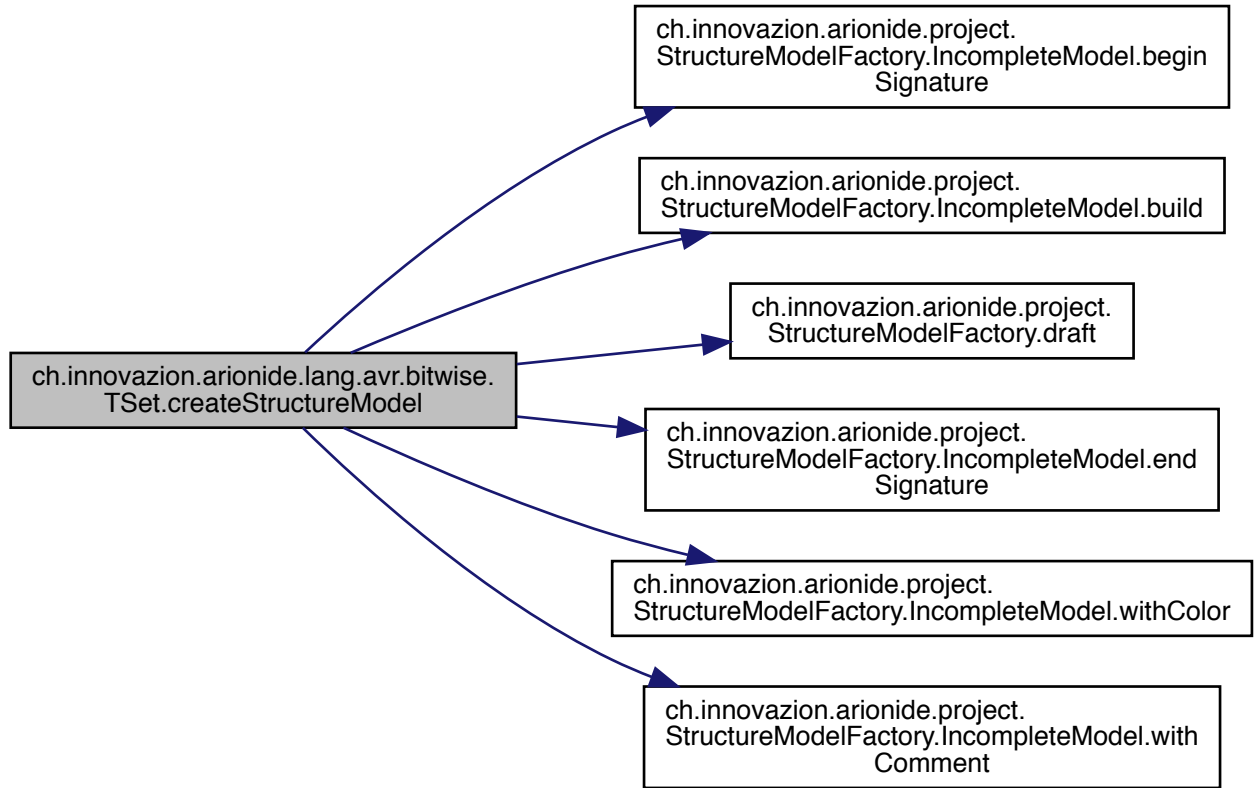 ch.innovazion.arionide.project.
StructureModelFactory.IncompleteModel.begin
Signature
ch.innovazion.arionide.project.
StructureModelFactory.IncompleteModel.build
ch.innovazion.arionide.project.
StructureModelFactory.draft
ch.innovazion.arionide.lang.avr.bitwise.
TSet.createStructureModel
ch.innovazion.arionide.project.
StructureModelFactory.IncompleteModel.end
Signature
ch.innovazion.arionide.project.
StructureModelFactory.IncompleteModel.withColor
ch.innovazion.arionide.project.
StructureModelFactory.IncompleteModel.with
Comment